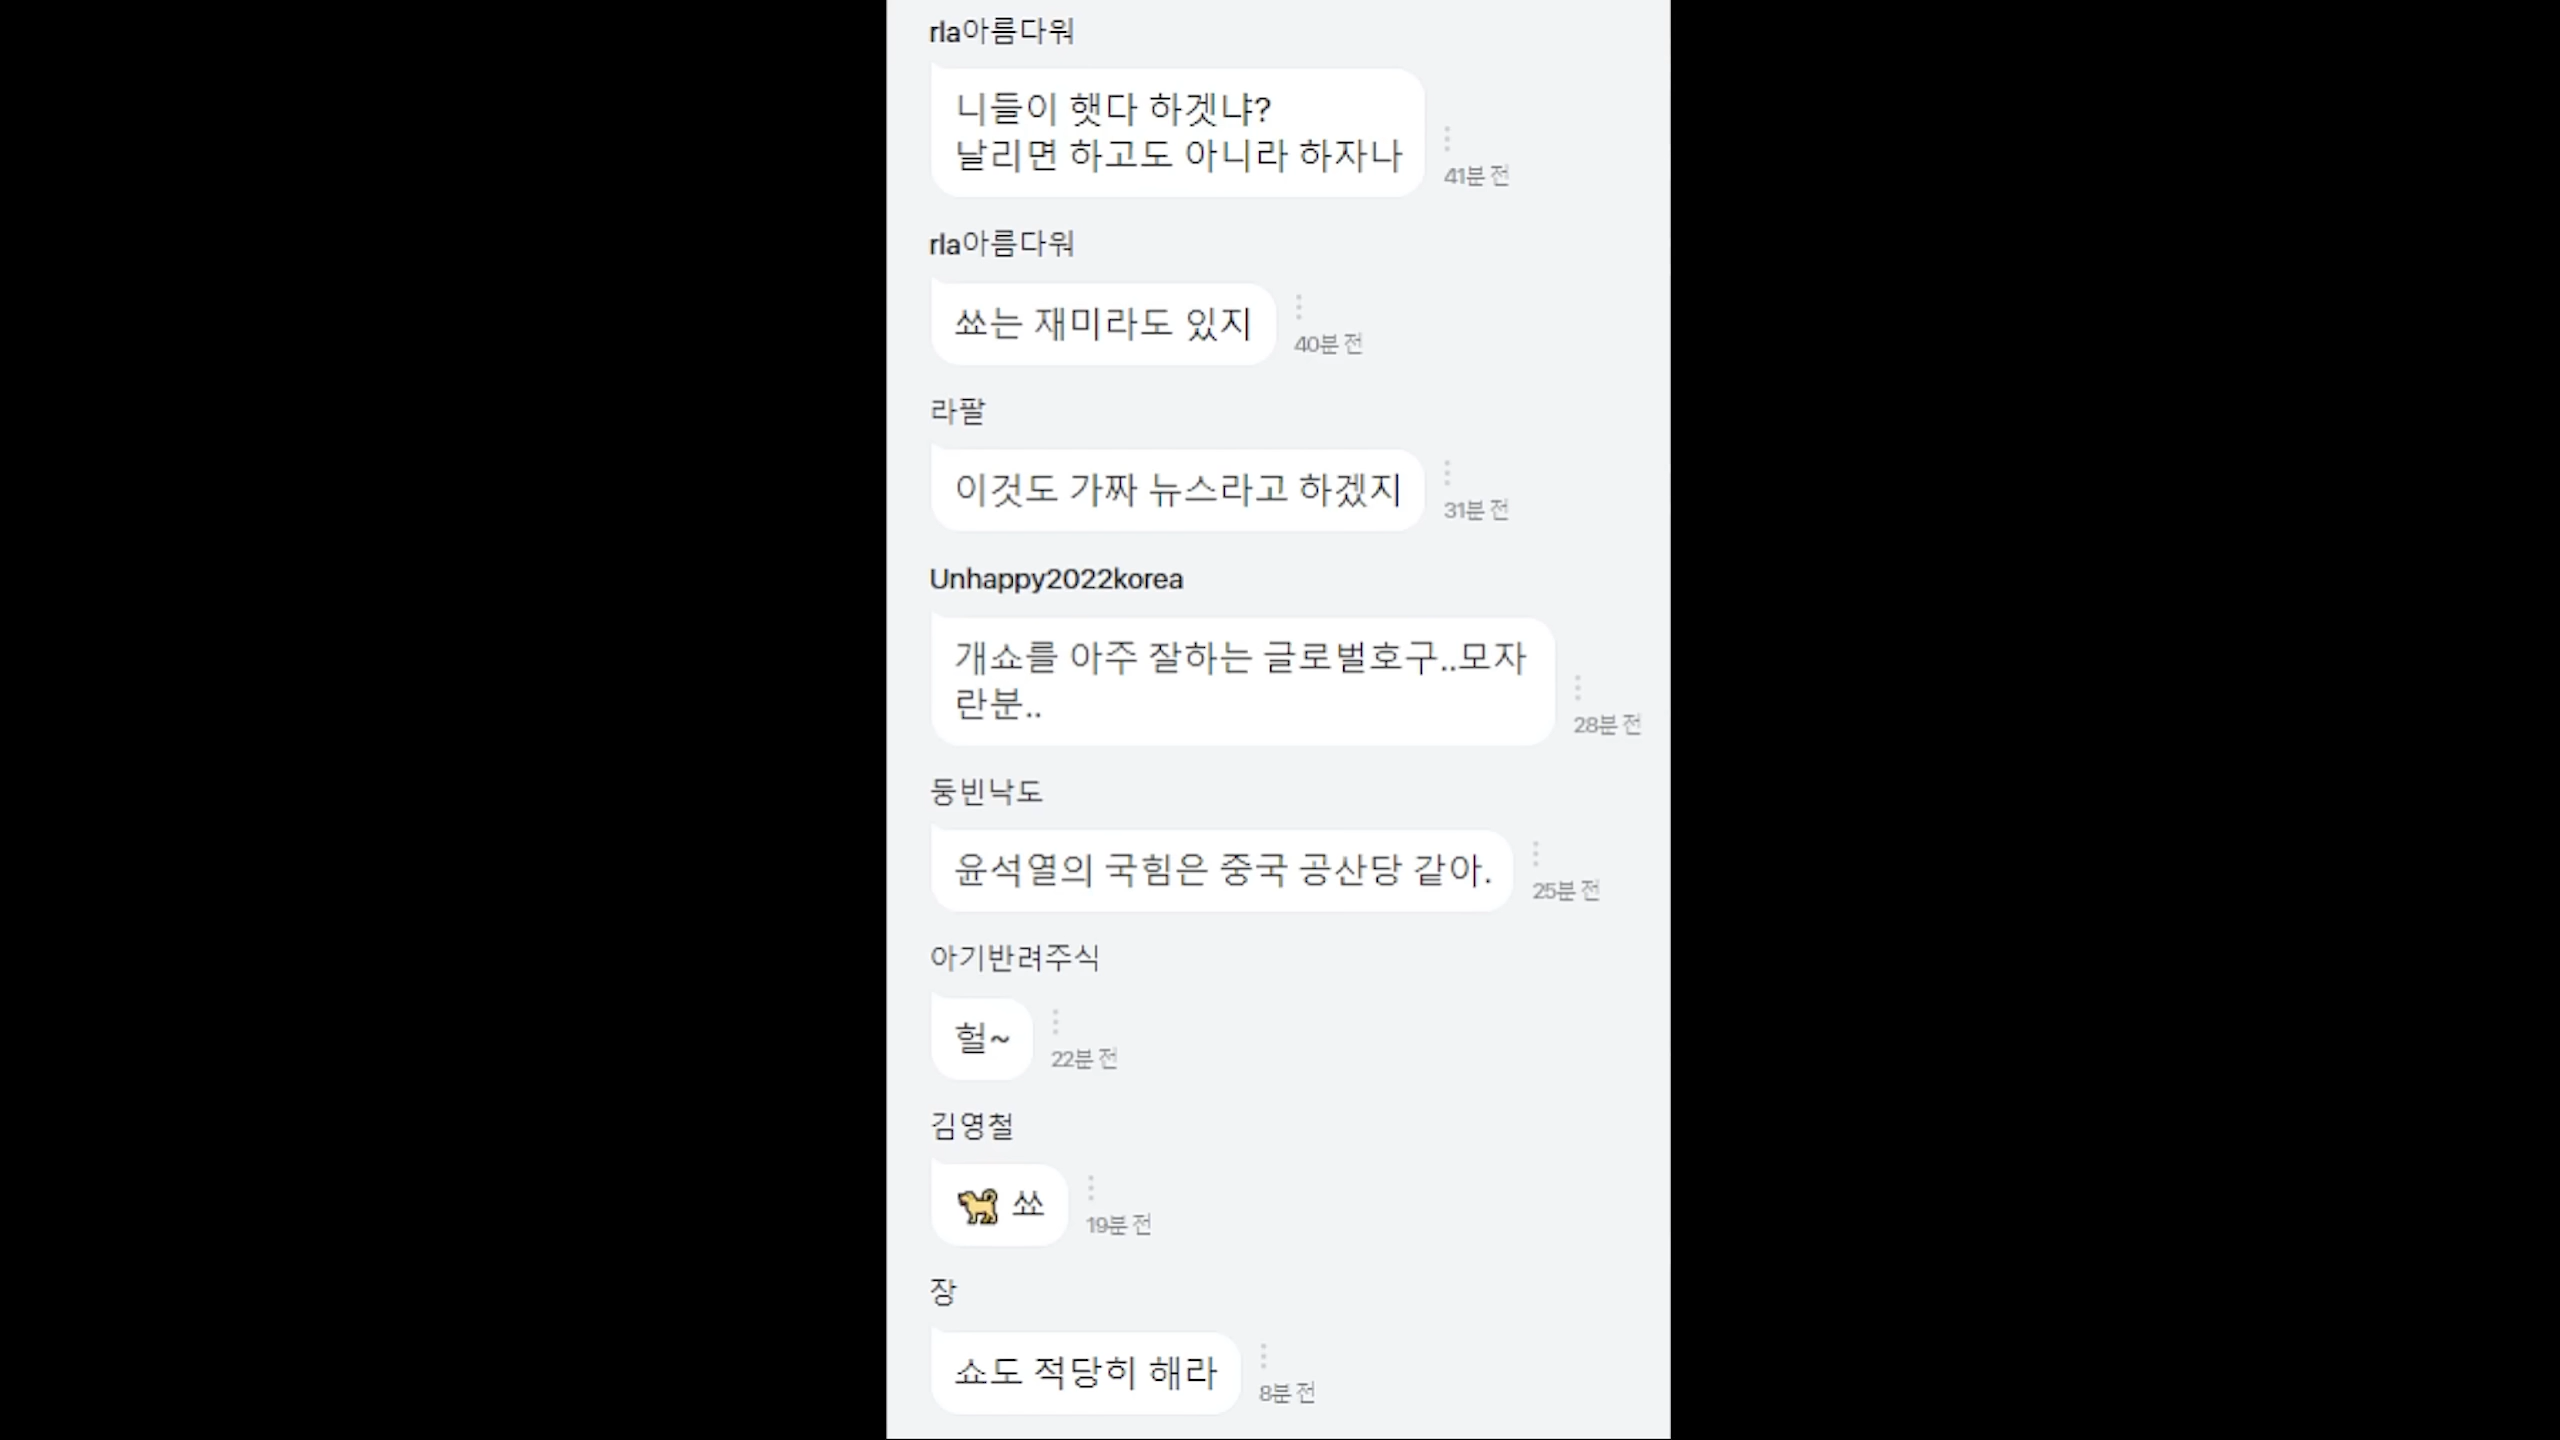 rla아름다워
니들이 햇다 하겟냐?
날리면 하고도 아니라 하자나
41분 전
rla아름다워
쑈는 재미라도 있지
40분 전
라팔
이것도 가짜 뉴스라고 하겠지
31분 전
Unhappy2022korea
개쇼를 아주 잘하는 글로벌호구..모자
란분..
28분 전
둥빈낙도
윤석열의 국힘은 중국 공산당 같아.
25분 전
아기반려주식
헐~
22분 전
김영철
🐕 쑈
19분 전
장
쇼도 적당히 해라
8분 전